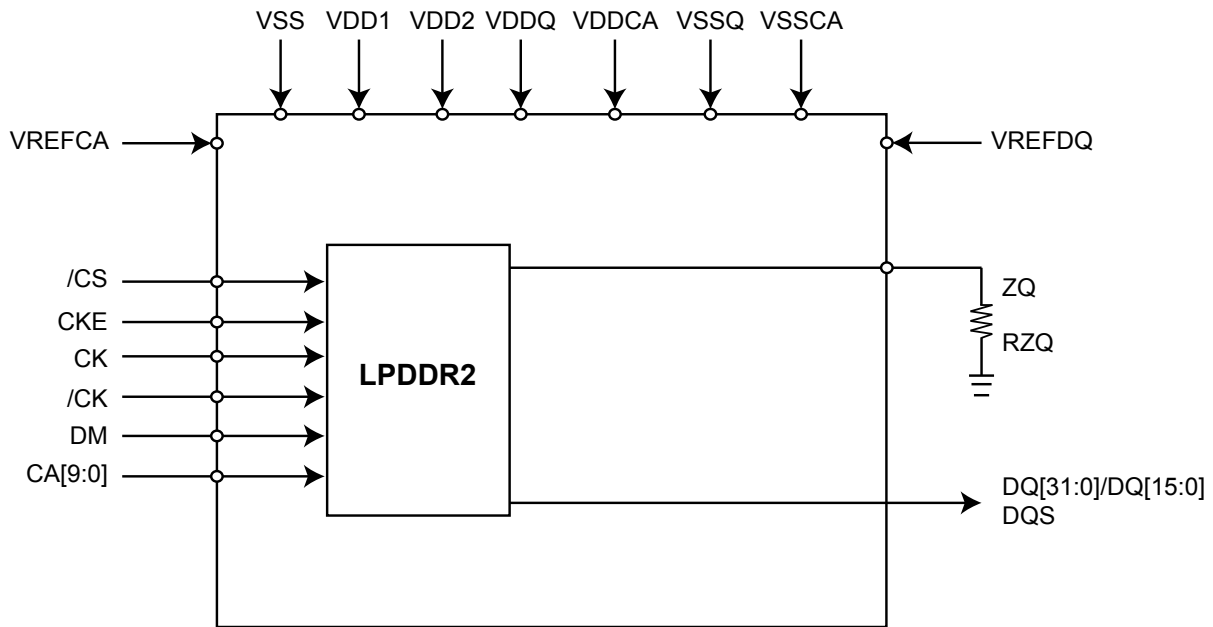 VSS VDD1 VDD2 VDDQ VDDCA VSSQ VSSCA
VREFCA
VREFDQ
/CS
CKE
CK
/CK
DM
CA[9:0]
LPDDR2
ZQ
RZQ
DQ[31:0]/DQ[15:0]
DQS